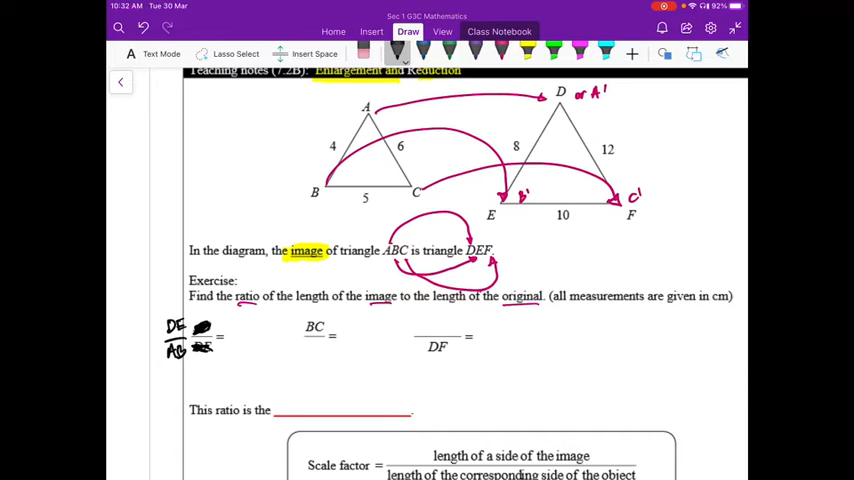 10:32 AM Tue 30 Mar
92%
Sec 1 G3C Mathematics
Home Insert Draw View Class Notebook
A Text Mode Lasso Select Insert Space
Teaching notes (7.2B): Enlargement and Reduction
A D or A'
4 6 8 12
B C
5
B' C'
E 10 F
In the diagram, the image of triangle ABC is triangle DEF.
A
Exercise:
Find the ratio of the length of the image to the length of the original. (all measurements are given in cm)
DE
AB
=
BC
=
DF
=
This ratio is the
length of a side of the image
Scale factor =
length of the corresponding side of the object